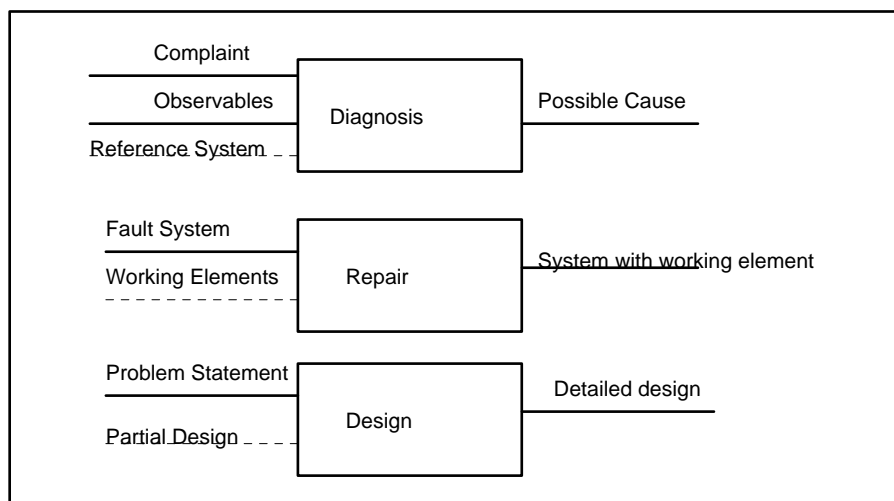 Complaint
Observables
Reference System
Diagnosis
Possible Cause
Fault System
Working Elements
Repair
System with working element
Problem Statement
Partial Design
Design
Detailed design